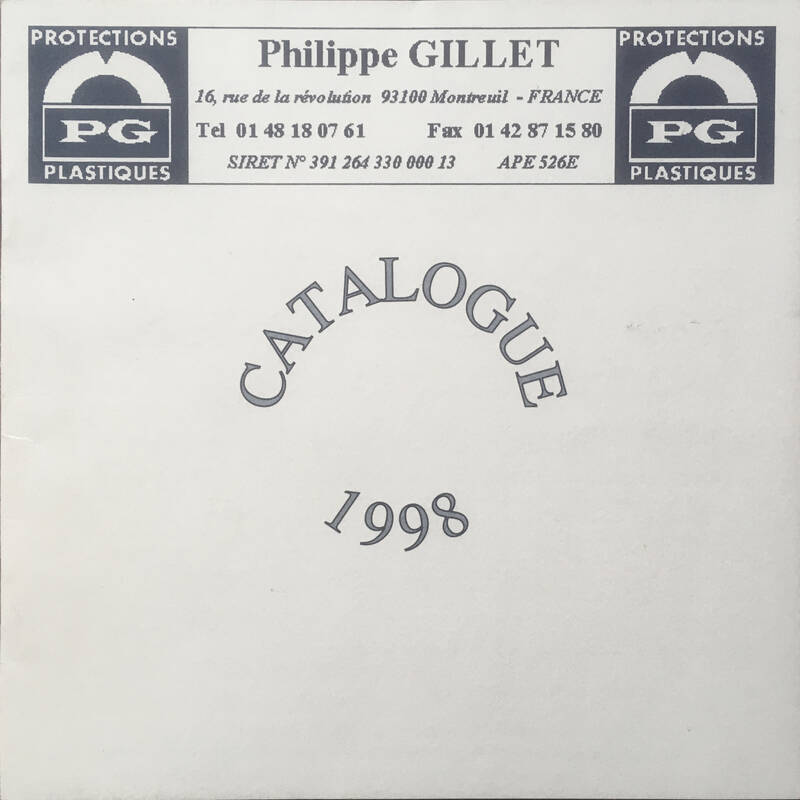 PROTECTIONS
PG
PLASTIQUES
Philippe GILLET
16, rue de la révolution 93100 Montreuil - FRANCE
Tel 01 48 18 07 61 Fax 01 42 87 15 80
SIRET N° 391 264 330 000 13 APE 526E
PROTECTIONS
PG
PLASTIQUES
CATALOGUE
1998